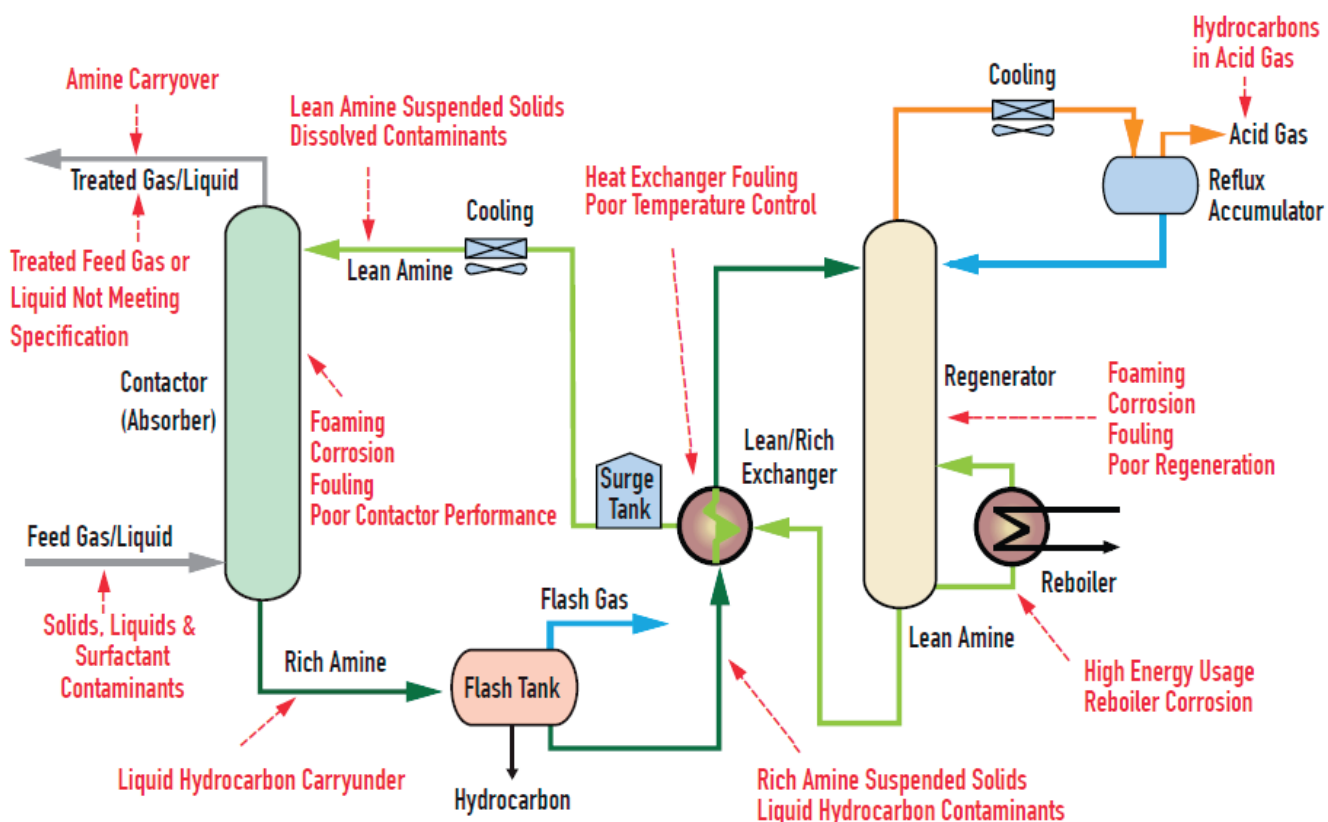 Hydrocarbons
in Acid Gas
Cooling
Amine Carryover
Lean Amine Suspended Solids
Dissolved Contaminants
Acid Gas
Treated Gas/Liquid
Heat Exchanger Fouling
Poor Temperature Control
Reflux
Accumulator
Cooling
Lean Amine
Treated Feed Gas or
Liquid Not Meeting
Specification
Contactor
(Absorber)
Regenerator
Foaming
Corrosion
Fouling
Poor Regeneration
Foaming
Corrosion
Fouling
Poor Contactor Performance
Lean/Rich
Exchanger
Surge
Tank
Feed Gas/Liquid
Reboiler
Flash Gas
Lean Amine
Solids, Liquids &
Surfactant
Contaminants
Rich Amine
Flash Tank
High Energy Usage
Reboiler Corrosion
Liquid Hydrocarbon Carryunder
Hydrocarbon
Rich Amine Suspended Solids
Liquid Hydrocarbon Contaminants